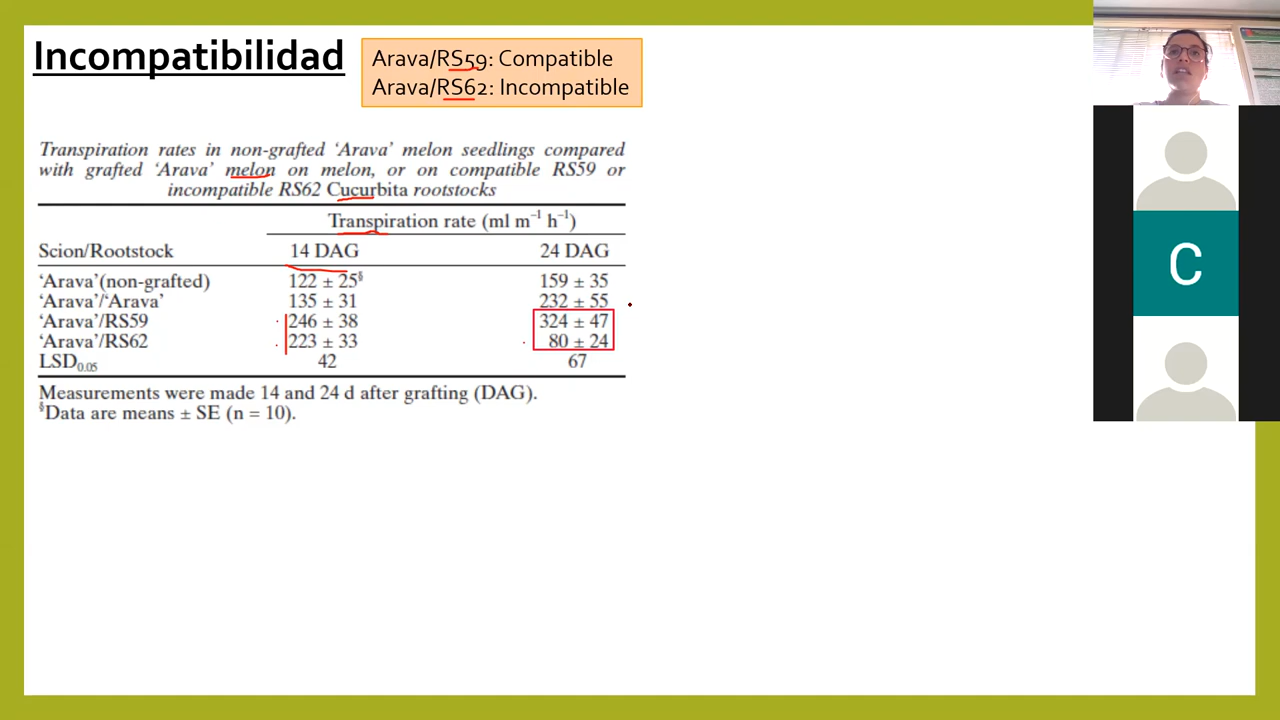 Incompatibilidad
Arava/RS59: Compatible
Arava/RS62: Incompatible
Transpiration rates in non-grafted ‘Arava’ melon seedlings compared
with grafted ‘Arava’ melon on melon, or on compatible RS59 or
incompatible RS62 Cucurbita rootstocks
Transpiration rate (ml m⁻¹ h⁻¹)
Scion/Rootstock 14 DAG 24 DAG
‘Arava’(non-grafted) 122 ± 25§ 159 ± 35
‘Arava’/‘Arava’ 135 ± 31 232 ± 55
‘Arava’/RS59 246 ± 38 324 ± 47
‘Arava’/RS62 223 ± 33 80 ± 24
LSD0.05 42 67
Measurements were made 14 and 24 d after grafting (DAG).
§Data are means ± SE (n = 10).
C